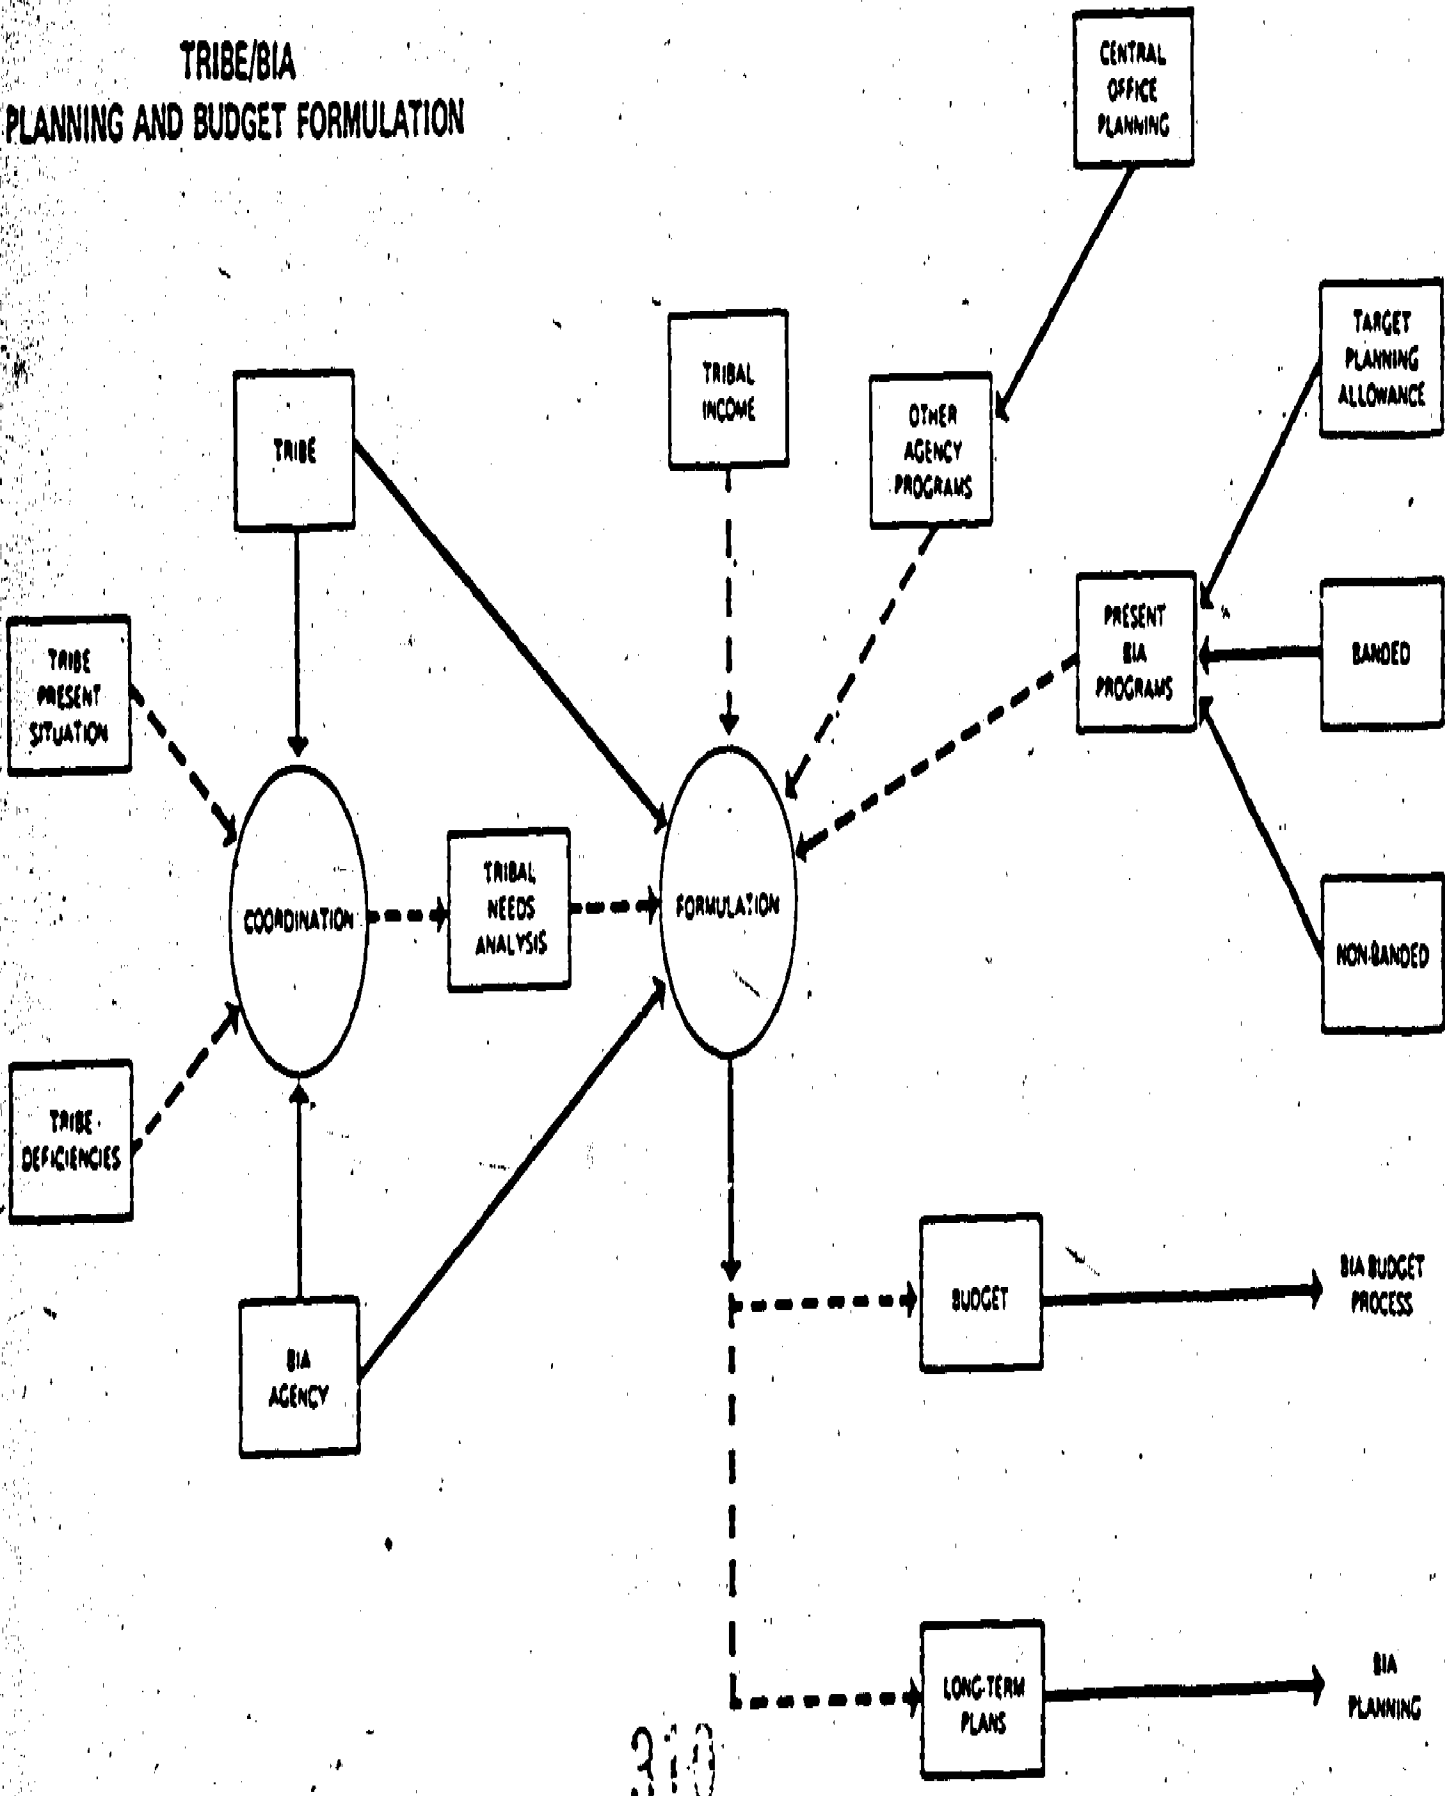 TRIBE/BIA
PLANNING AND BUDGET FORMULATION
CENTRAL
OFFICE
PLANNING
TARGET
PLANNING
ALLOWANCE
TRIBAL
INCOME
OTHER
AGENCY
PROGRAMS
TRIBE
PRESENT
BIA
PROGRAMS
BANDED
TRIBE
PRESENT
SITUATION
TRIBAL
NEEDS
ANALYSIS
COORDINATION
FORMULATION
NON-BANDED
TRIBE
DEFICIENCIES
BIA
AGENCY
BUDGET
BIA BUDGET
PROCESS
LONG-TERM
PLANS
BIA
PLANNING